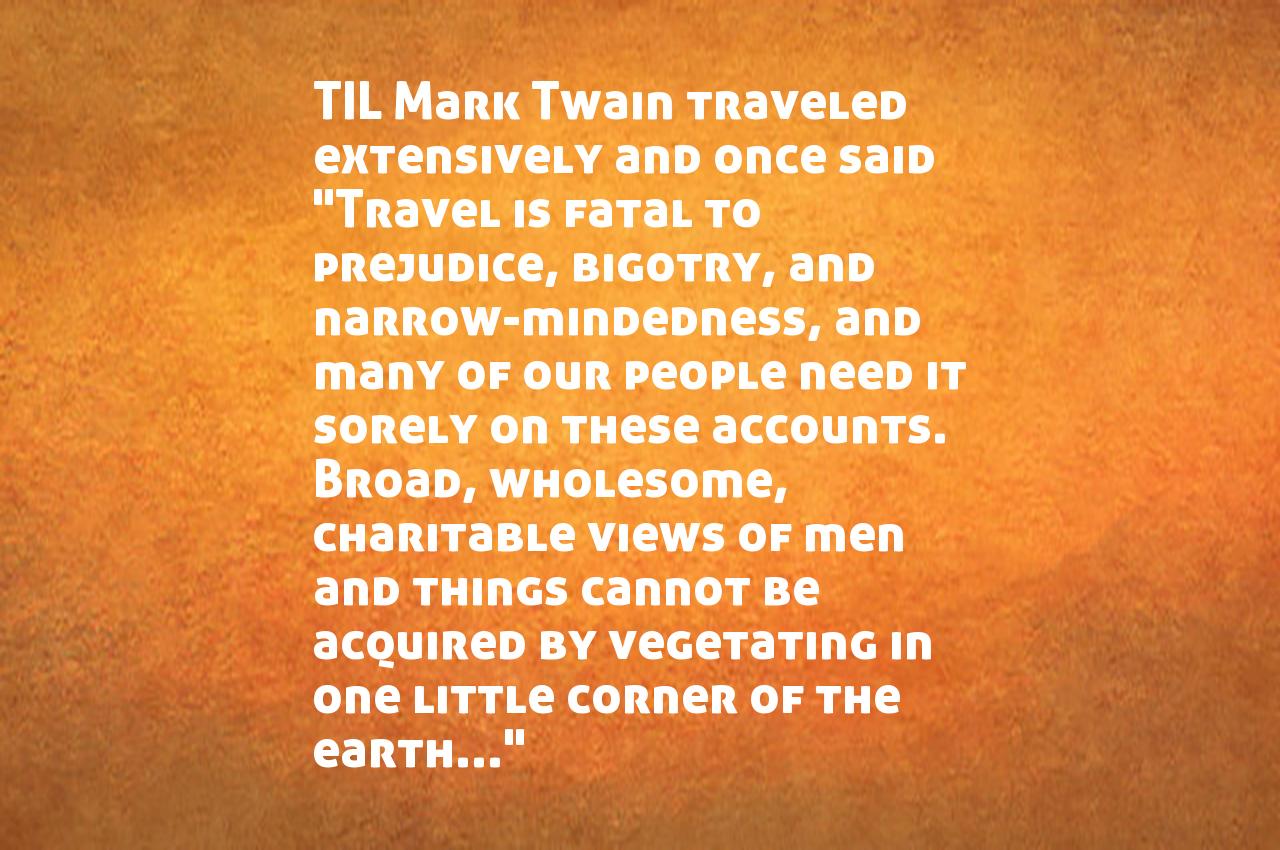 TIL Mark Twain traveled
extensively and once said
"Travel is fatal to
prejudice, bigotry, and
narrow-mindedness, and
many of our people need it
sorely on these accounts.
Broad, wholesome,
charitable views of men
and things cannot be
acquired by vegetating in
one little corner of the
earth..."